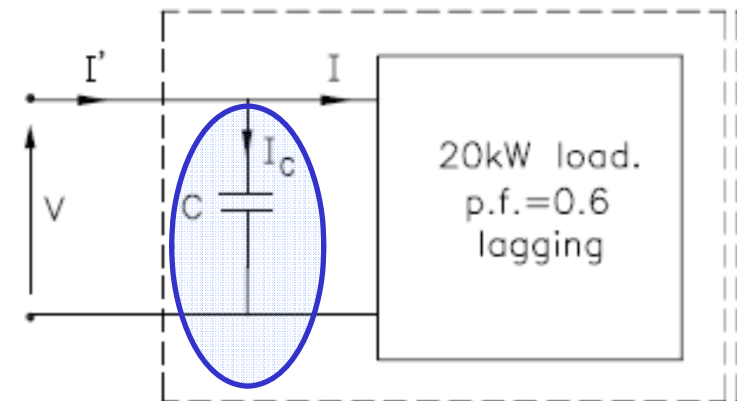 I'
I
I_C
V
C
20kW load.
p.f.=0.6
lagging